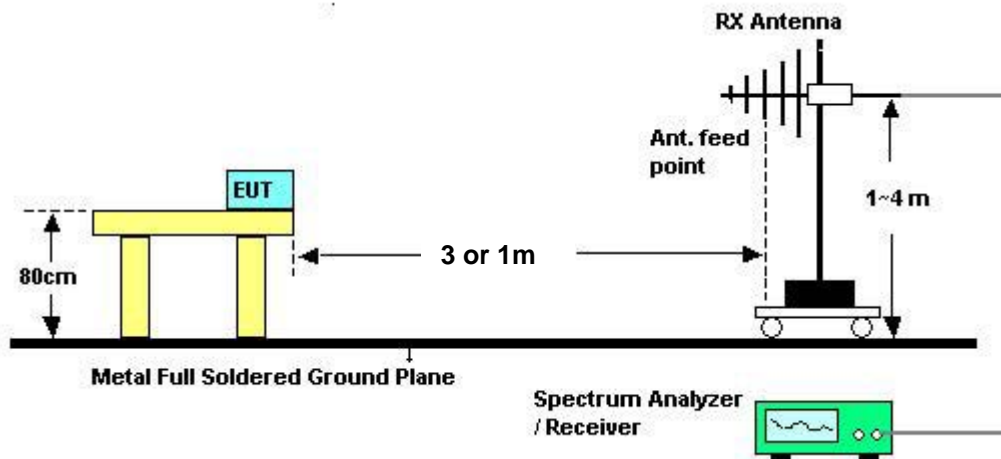 RX Antenna
Ant. feed
point
EUT
1~4 m
3 or 1m
80cm
Metal Full Soldered Ground Plane
Spectrum Analyzer
/ Receiver